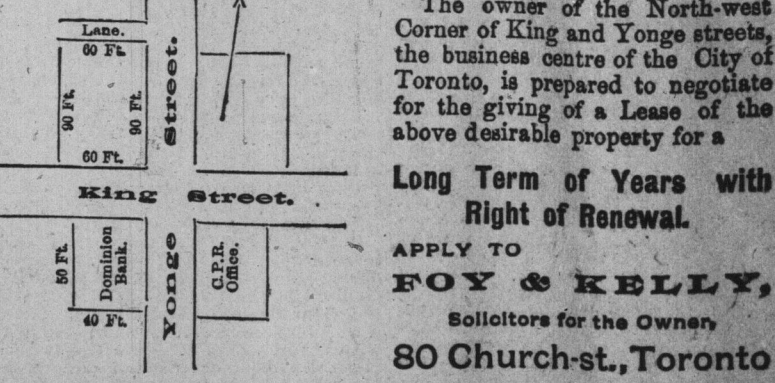 Lane.
60 Ft.
90 Ft.
90 Ft.
60 Ft.
Street.
King Street.
50 Ft.
Dominion
Bank.
40 Ft.
Yonge
C.P.R.
Office.
The owner of the North-west
Corner of King and Yonge streets,
the business centre of the City of
Toronto, is prepared to negotiate
for the giving of a Lease of the
above desirable property for a
Long Term of Years with
Right of Renewal.
APPLY TO
FOY & KELLY,
Solicitors for the Owner,
80 Church-st., Toronto